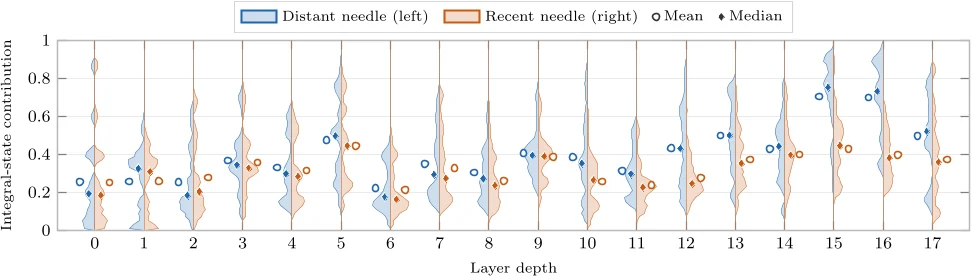 Distant needle (left) Recent needle (right) Mean Median
Integral-state contribution
1
0.8
0.6
0.4
0.2
0
0 1 2 3 4 5 6 7 8 9 10 11 12 13 14 15 16 17
Layer depth